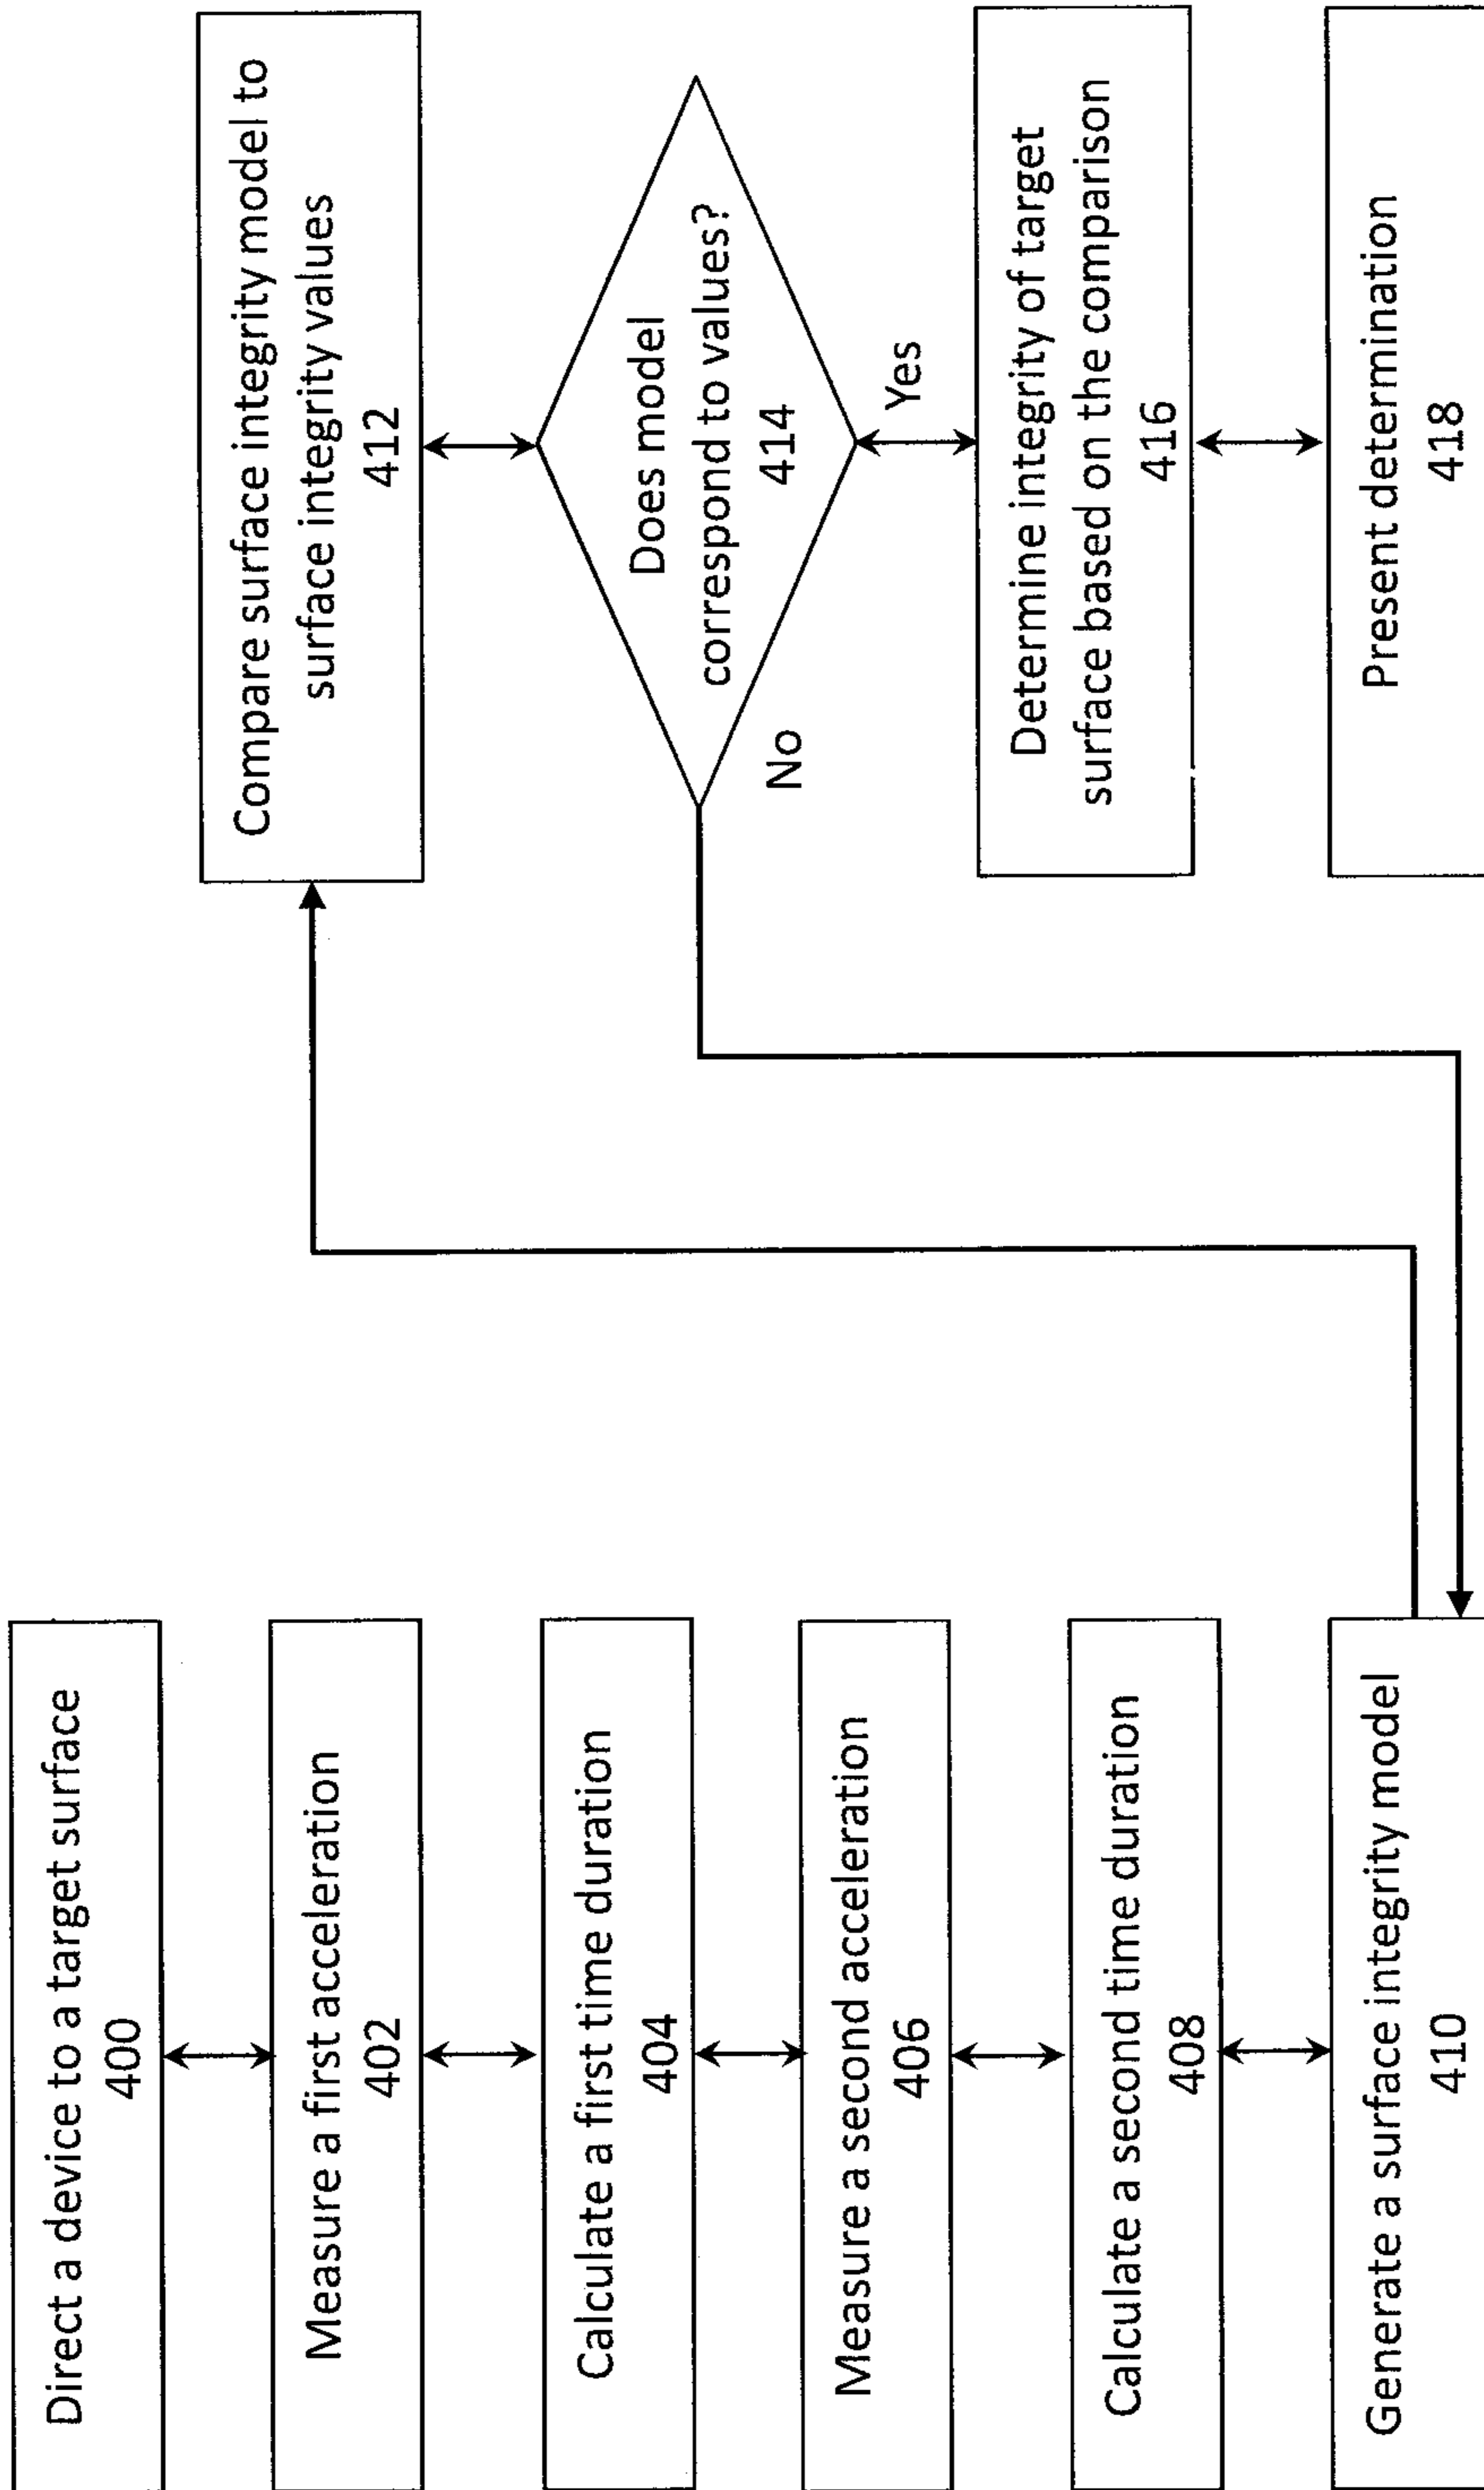 Direct a device to a target surface
400
Measure a first acceleration
402
Calculate a first time duration
404
Measure a second acceleration
406
Calculate a second time duration
408
Generate a surface integrity model
410
Compare surface integrity model to
surface integrity values
412
Does model
correspond to values?
414
No
Yes
Determine integrity of target
surface based on the comparison
416
Present determination
418